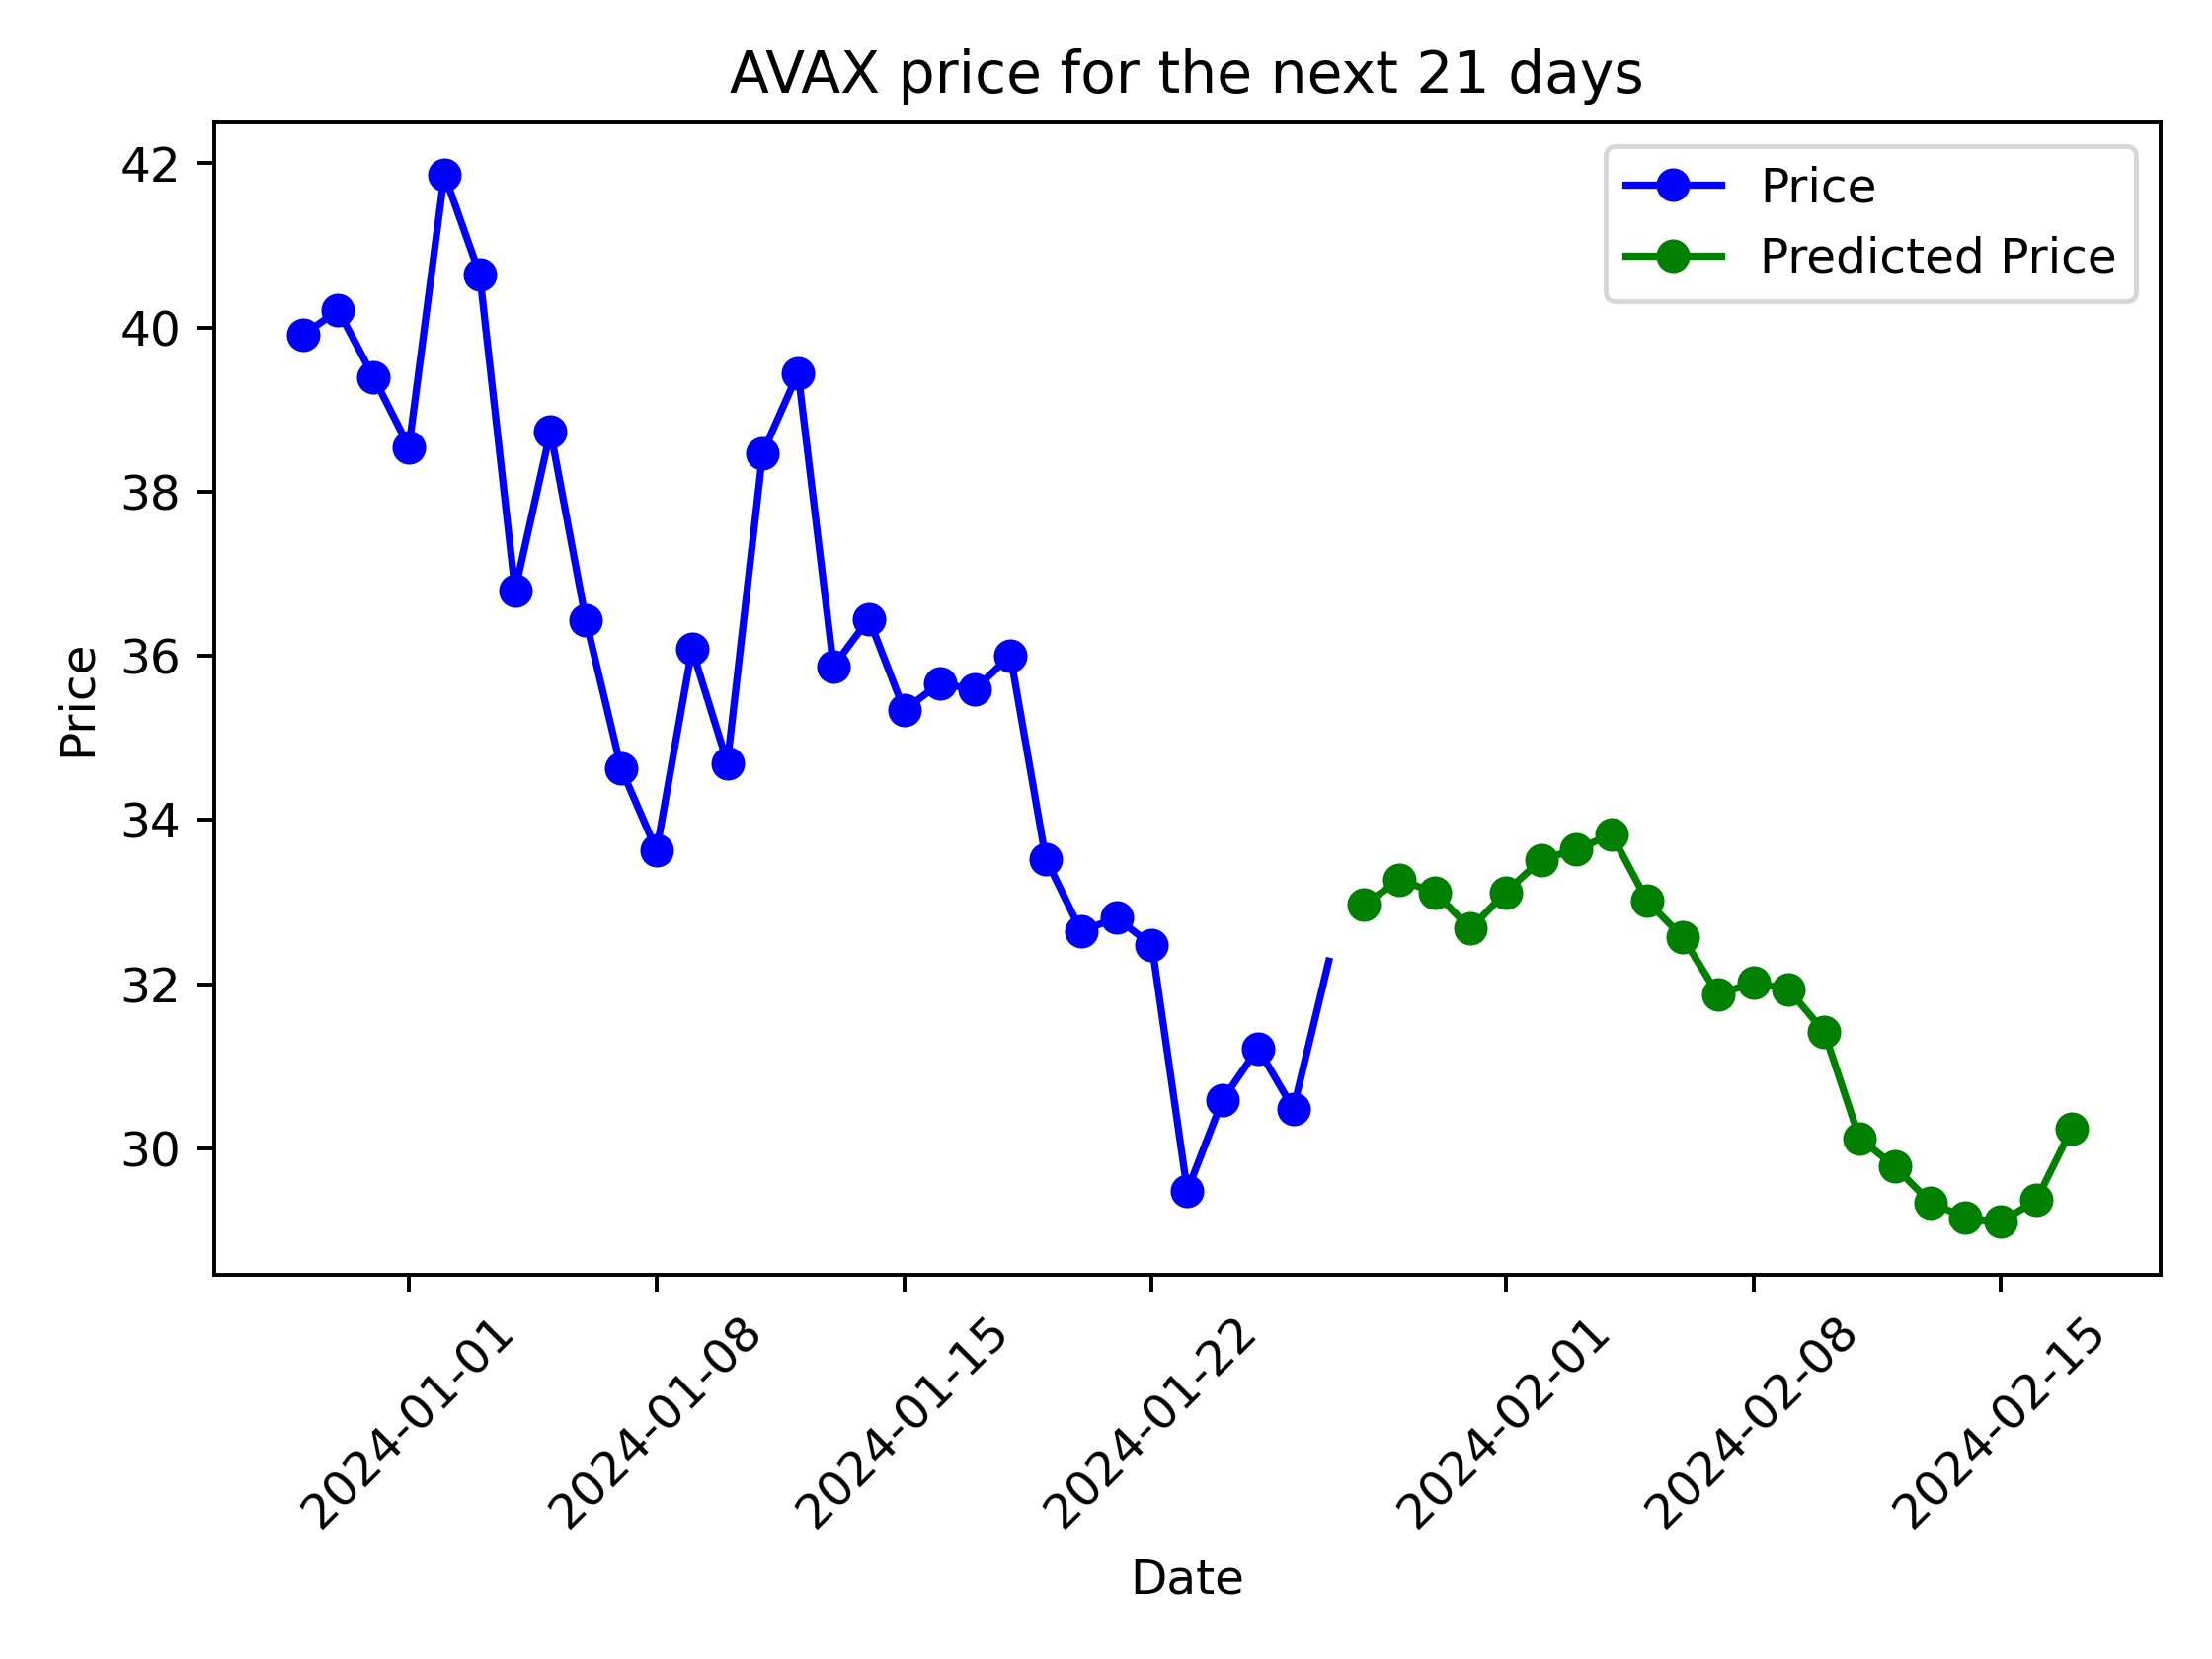 AVAX price for the next 21 days
Price
Predicted Price
42
40
38
36
34
32
30
Price
2024-01-01
2024-01-08
2024-01-15
2024-01-22
2024-02-01
2024-02-08
2024-02-15
Date